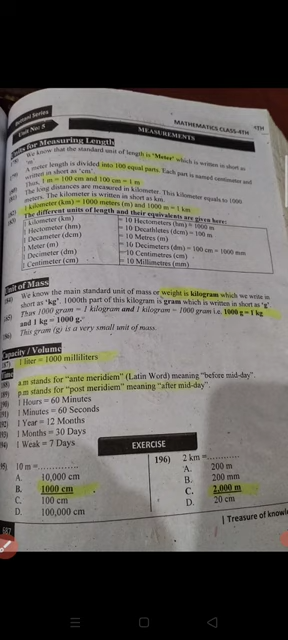 Unit No: 5
MEASUREMENTS
MATHEMATICS CLASS-4TH
-TH
Units for Measuring Length
We know that the standard unit of length is "Meter" which is written in short as
A meter length is divided into 100 equal parts. Each part is named centimeter and
written in short as 'cm'.
Thus, 1 m = 100 cm and 100 cm = 1 m
The long distances are measured in kilometer. This kilometer equals to 1000
meters. The kilometer is written in short as km.
1 kilometer (km) = 1000 meters (m) and 1000 m = 1 km
The different units of length and their equivalents are given here:
1 kilometer (km) = 10 Hectometers (hm) = 1000 m
1 Hectometer (hm) = 10 Decathletes (dcm) = 100 m
1 Decameter (dcm) = 10 Metres (m)
1 Meter (m) = 10 Decimeters (dm) = 100 cm = 1000 mm
1 Decimeter (dm) = 10 Centimetres (cm)
1 Centimeter (cm) = 10 Millimetres (mm)
Unit of Mass
We know the main standard unit of mass or weight is kilogram which we write in
short as 'kg'. 1000th part of this kilogram is gram which is written in short as 'g'.
Thus 1000 gram = 1 kilogram and 1 kilogram = 1000 gram i.e. 1000 g = 1 kg
and 1 kg = 1000 g.
This gram (g) is a very small unit of mass.
Capacity / Volume
1 liter = 1000 milliliters
Time
a.m stands for "ante meridiem" (Latin Word) meaning "before mid-day".
p.m stands for "post meridiem" meaning "after mid-day".
1 Hours = 60 Minutes
1 Minutes = 60 Seconds
1 Year = 12 Months
1 Months = 30 Days
1 Weak = 7 Days
EXERCISE
195) 10 m =.............
A. 10,000 cm
B. 1000 cm
C. 100 cm
D. 100,000 cm
196) 2 km =...........
A. 200 m
B. 200 mm
C. 2,000 m
D. 20 cm
| Treasure of knowl